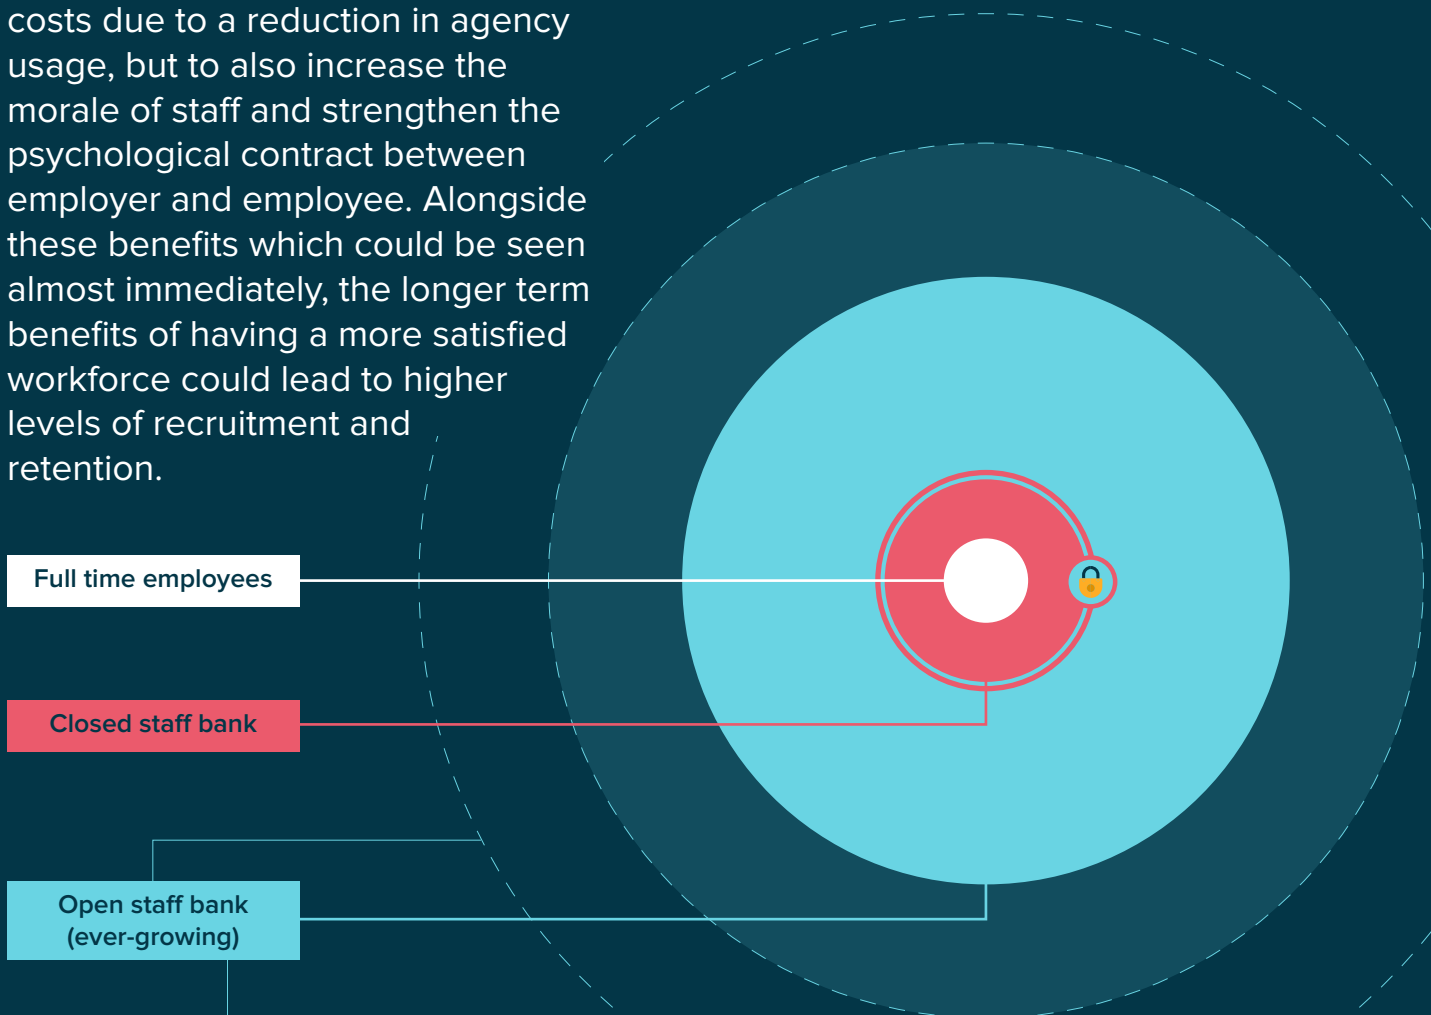 costs due to a reduction in agency
usage, but to also increase the
morale of staff and strengthen the
psychological contract between
employer and employee. Alongside
these benefits which could be seen
almost immediately, the longer term
benefits of having a more satisfied
workforce could lead to higher
levels of recruitment and
retention.
Full time employees
Closed staff bank
Open staff bank
(ever-growing)